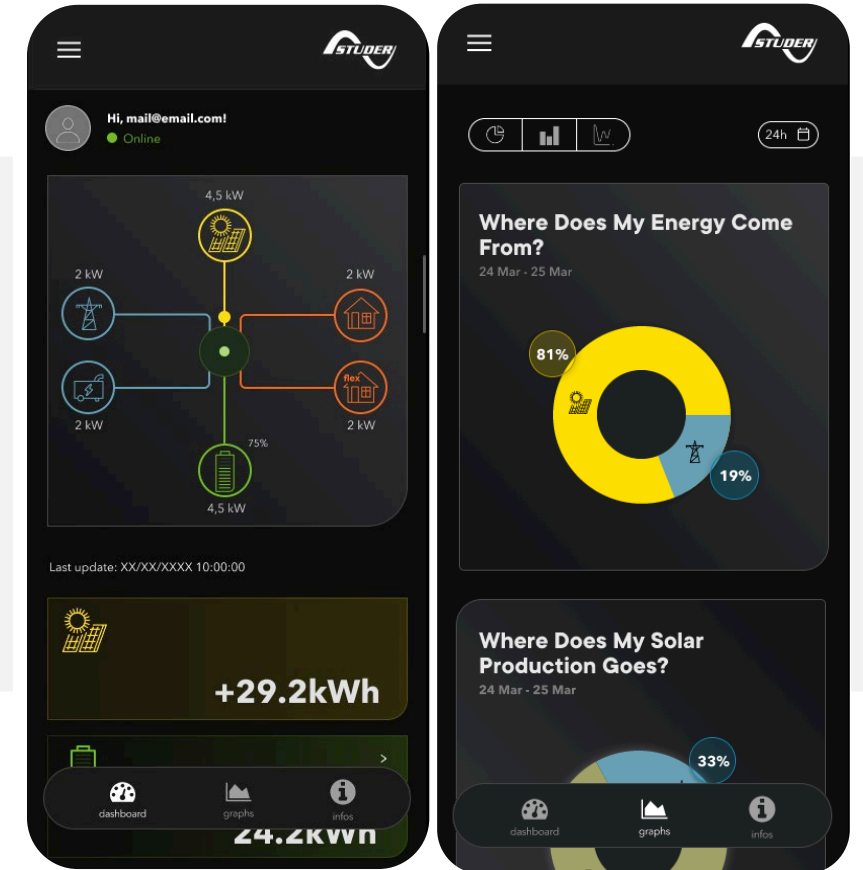 STUDER
Hi, mail@email.com!
Online
4,5 kW
2 kW
2 kW
flex
2 kW
2 kW
75%
4,5 kW
Last update: XX/XX/XXXX 10:00:00
+29.2kWh
24.2kWh
dashboard
graphs
infos
STUDER
24h
Where Does My Energy Come
From?
24 Mar - 25 Mar
81%
19%
Where Does My Solar
Production Goes?
24 Mar - 25 Mar
33%
dashboard
graphs
infos